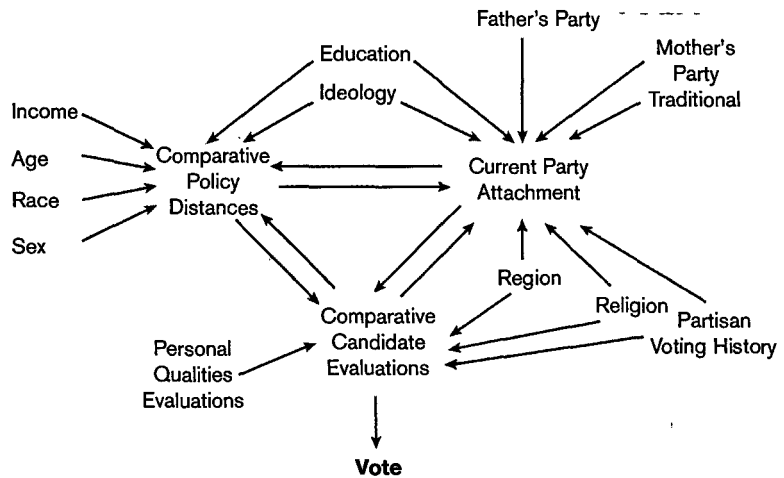 Father's Party
Education
Mother's
Party
Traditional
Ideology
Income
Age
Race
Sex
Comparative
Policy
Distances
Current Party
Attachment
Region
Religion
Partisan
Voting History
Comparative
Candidate
Evaluations
Personal
Qualities
Evaluations
Vote